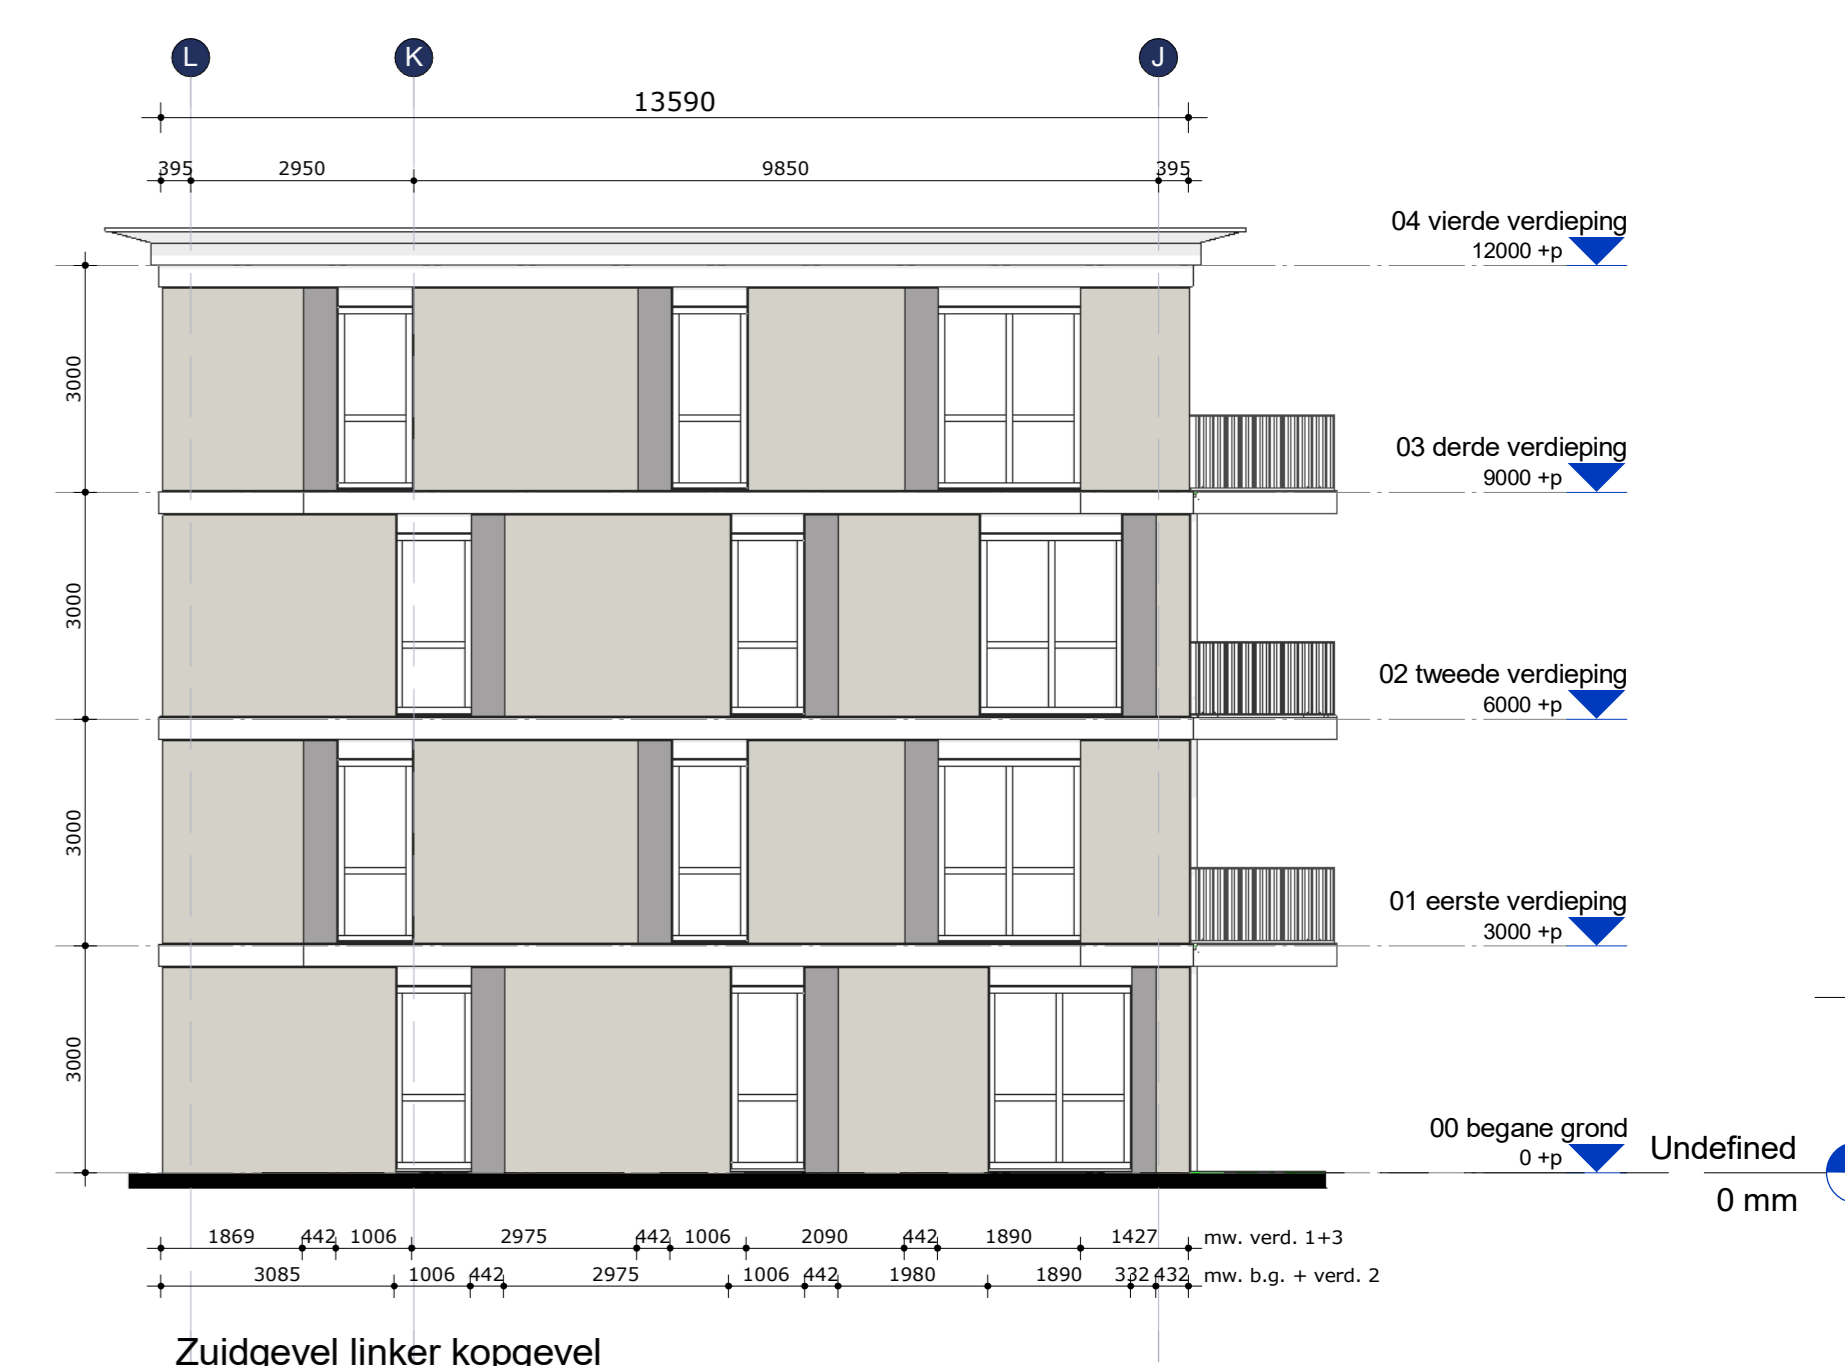 L K J
13590
395 2950 9850 395
04 vierde verdieping
12000 +p
3000
03 derde verdieping
9000 +p
3000
02 tweede verdieping
6000 +p
3000
01 eerste verdieping
3000 +p
3000
00 begane grond
0 +p
Undefined
0 mm
1869 442 1006 2975 442 1006 2090 442 1890 1427 mw. verd. 1+3
3085 1006 442 2975 1006 442 1980 1890 332 432 mw. b.g. + verd. 2
Zuidgevel linker kopgevel